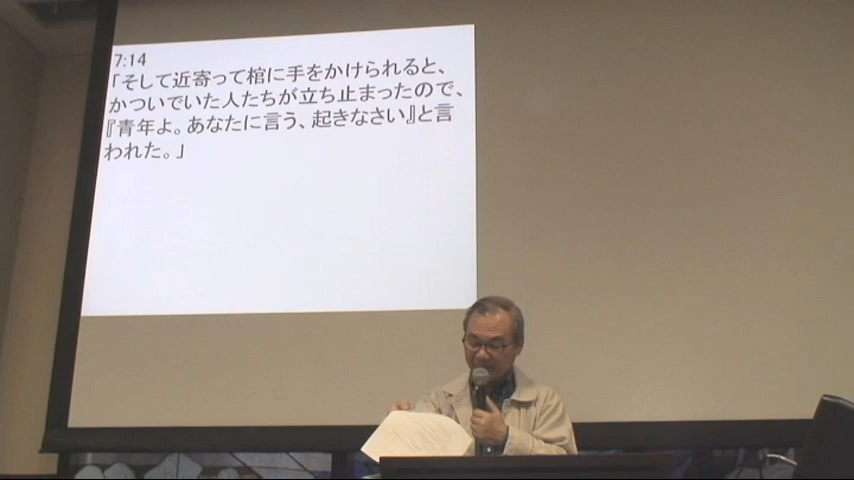 7:14
「そして近寄って棺に手をかけられると、
かついでいた人たちが立ち止まったので、
『青年よ。あなたに言う、起きなさい』と言
われた。」